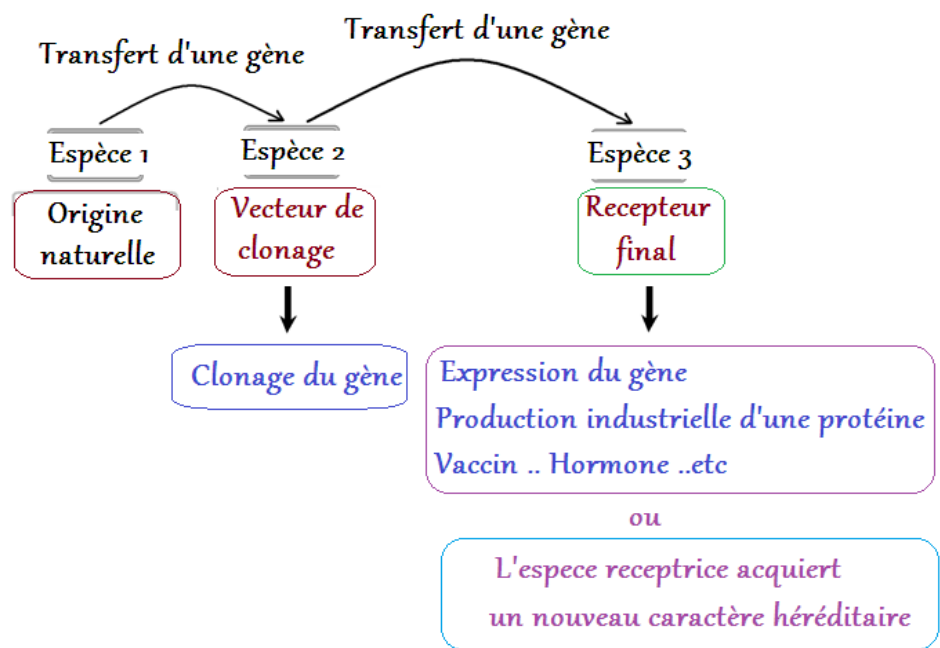 Transfert d'une gène
Transfert d'une gène
Espèce 1
Espèce 2
Espèce 3
Origine
naturelle
Vecteur de
clonage
Recepteur
final
Clonage du gène
Expression du gène
Production industrielle d'une protéine
Vaccin .. Hormone ..etc
ou
L'espece receptrice acquiert
un nouveau caractère héréditaire